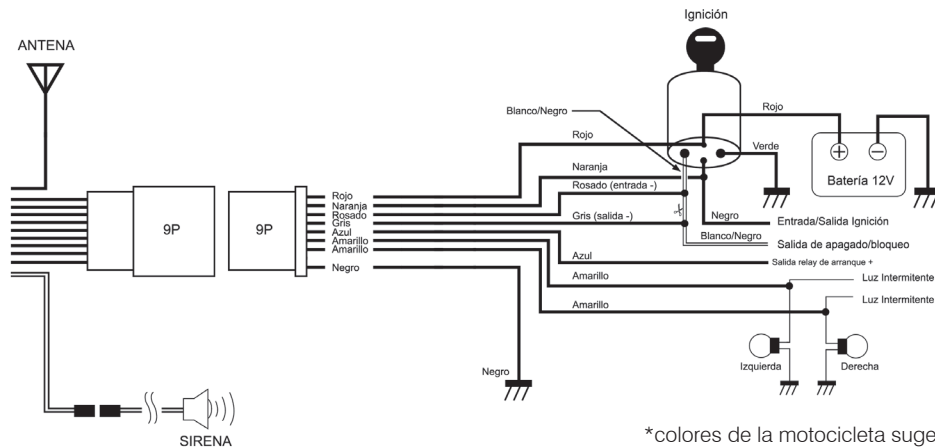 Ignición
ANTENA
Blanco/Negro
Rojo
Rojo
Verde
Batería 12V
Naranja
Rosado (entrada -)
Gris (salida -)
Negro
Entrada/Salida Ignición
Blanco/Negro
Salida de apagado/bloqueo
Azul
Salida relay de arranque +
Amarillo
Luz Intermitente
Amarillo
Luz Intermitente
9P
9P
Rojo
Naranja
Rosado
Gris
Azul
Amarillo
Amarillo
Negro
Izquierda
Derecha
Negro
SIRENA
*colores de la motocicleta suge